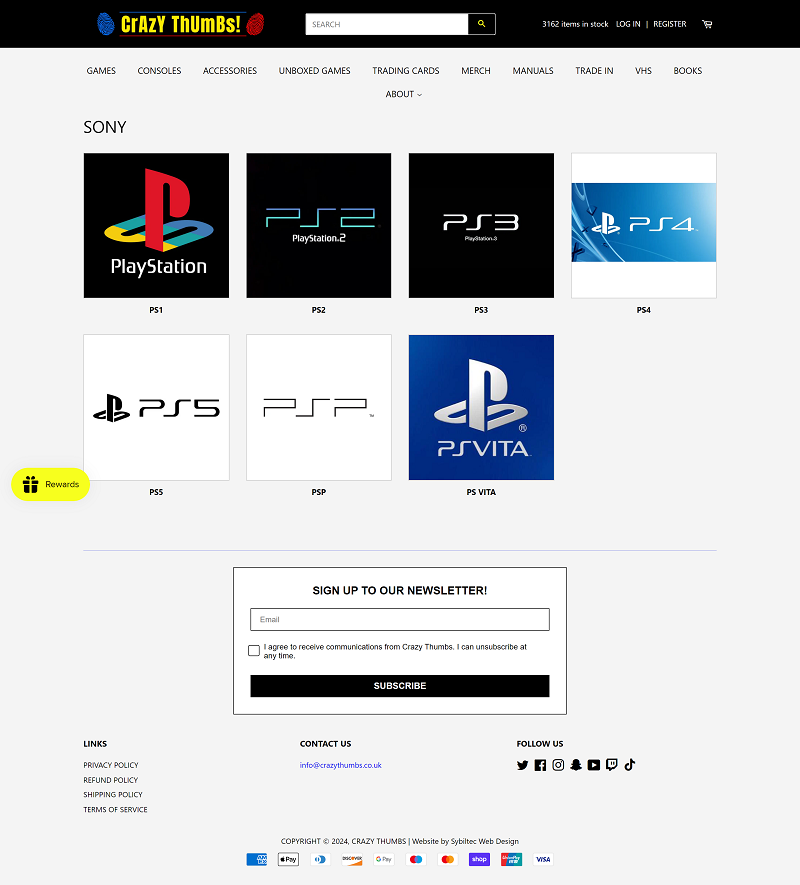 CrAZY ThUmBs!
SEARCH
3162 items in stock LOG IN | REGISTER
GAMES CONSOLES ACCESSORIES UNBOXED GAMES TRADING CARDS MERCH MANUALS TRADE IN VHS BOOKS
ABOUT
SONY
PlayStation
PS2
PlayStation.2
PS3
PlayStation.3
PS4
PS1 PS2 PS3 PS4
PS5
PSP™
®
PSVITA
PS5 PSP PS VITA
Rewards
SIGN UP TO OUR NEWSLETTER!
Email
I agree to receive communications from Crazy Thumbs. I can unsubscribe at
any time.
SUBSCRIBE
LINKS CONTACT US FOLLOW US
PRIVACY POLICY info@crazythumbs.co.uk
REFUND POLICY
SHIPPING POLICY
TERMS OF SERVICE
COPYRIGHT © 2024, CRAZY THUMBS | Website by Sybiltec Web Design
Pay DISCOVER G Pay shop UnionPay VISA